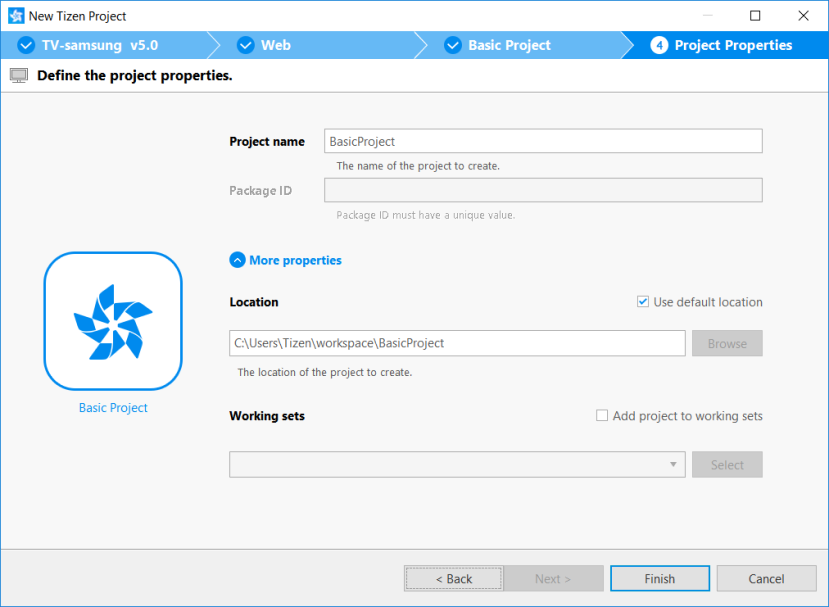 New Tizen Project
TV-samsung v5.0
Web
Basic Project
4
Project Properties
Define the project properties.
Project name
BasicProject
The name of the project to create.
Package ID
Package ID must have a unique value.
More properties
Location
Use default location
C:\Users\Tizen\workspace\BasicProject
Browse
The location of the project to create.
Basic Project
Working sets
Add project to working sets
Select
< Back
Next >
Finish
Cancel